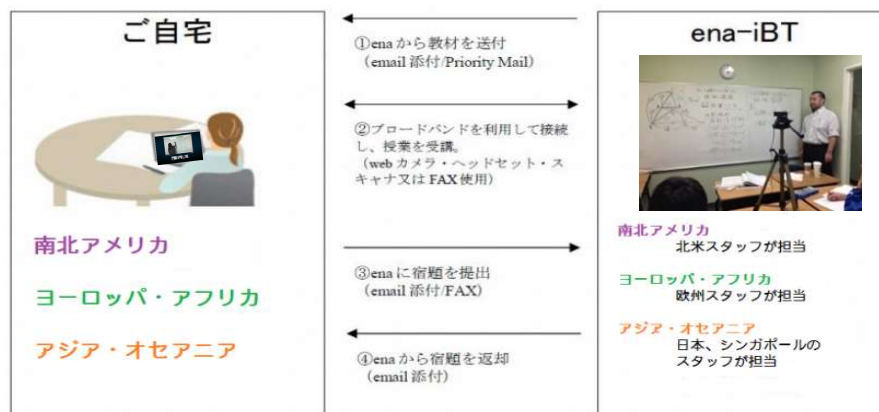 ご自宅
南北アメリカ
ヨーロッパ・アフリカ
アジア・オセアニア
①enaから教材を送付
（email 添付/Priority Mail）
②ブロードバンドを利用して接続
し、授業を受講。
（web カメラ・ヘッドセット・ス
キャナ又は FAX 使用）
③enaに宿題を提出
（email 添付/FAX）
④enaから宿題を返却
（email 添付）
ena-iBT
南北アメリカ
北米スタッフが担当
ヨーロッパ・アフリカ
欧州スタッフが担当
アジア・オセアニア
日本、シンガポールの
スタッフが担当